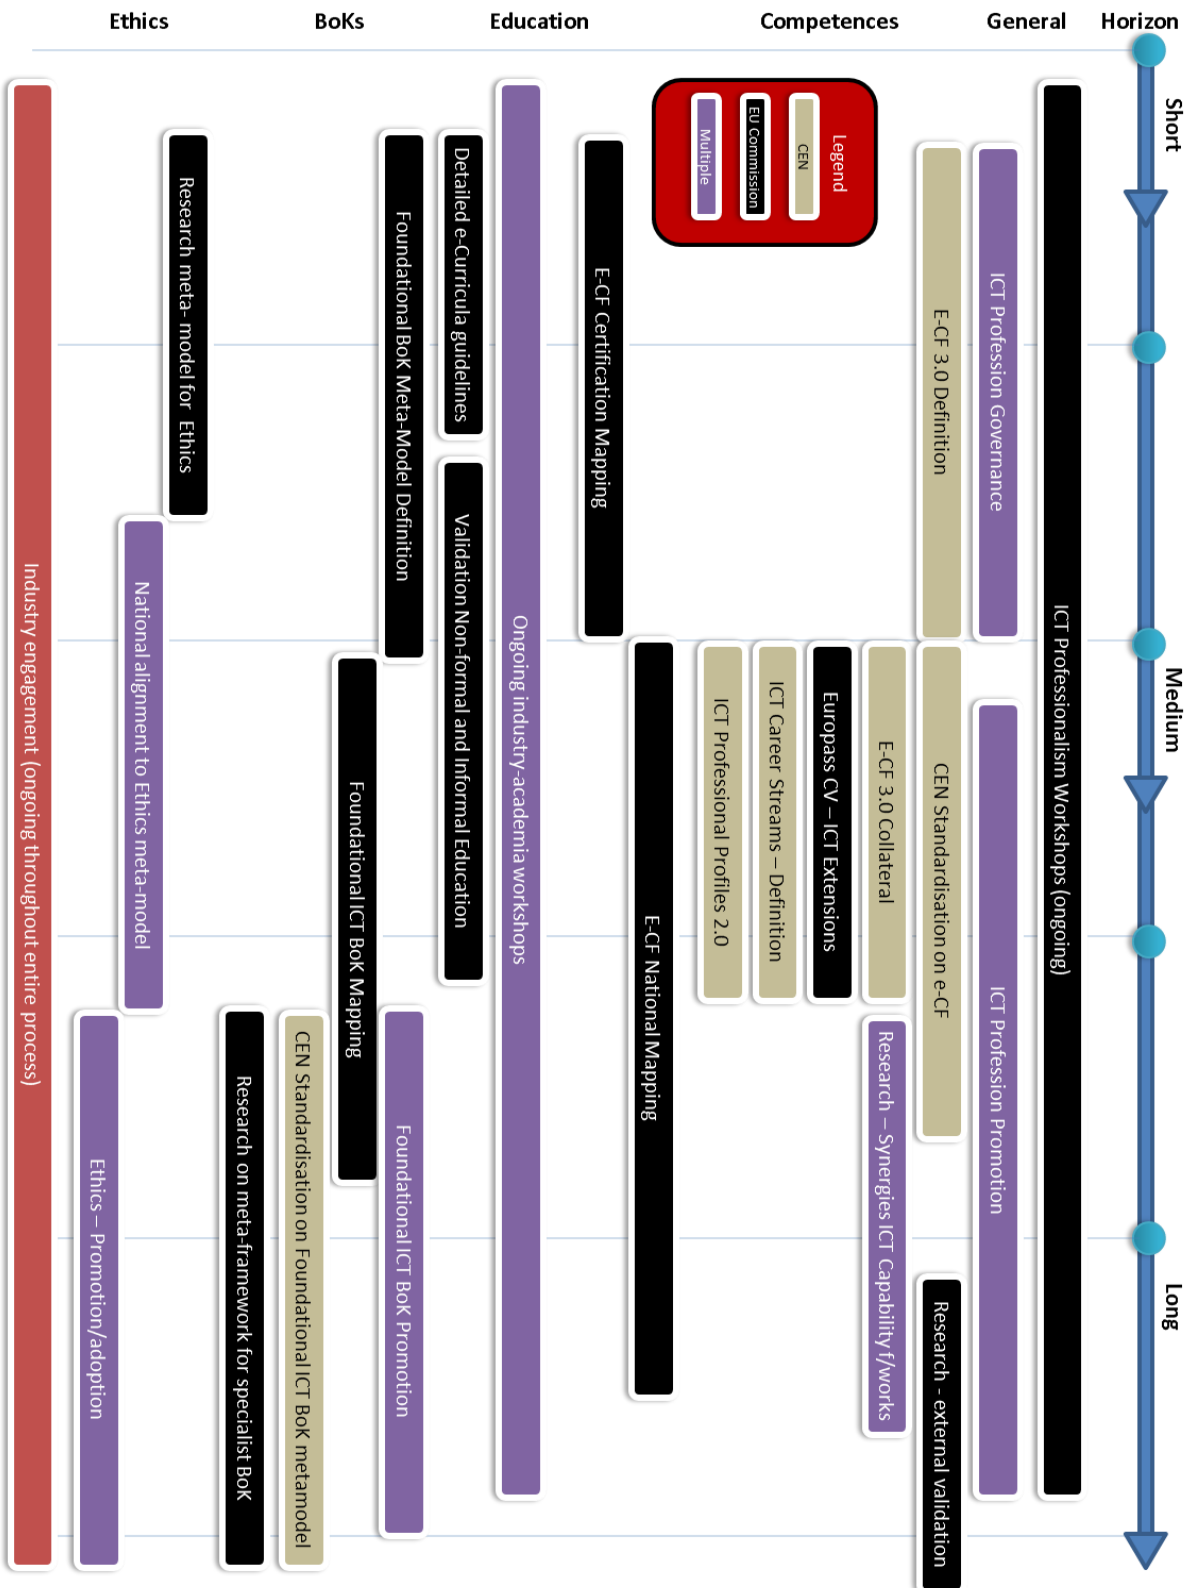 Ethics
BoKs
Education
Competences
General
Horizon
Short
Medium
Long
ICT Professionalism Workshops (ongoing)
ICT Profession Governance
ICT Profession Promotion
E-CF 3.0 Definition
CEN Standardisation on e-CF
Research - external validation
E-CF 3.0 Collateral
Research – Synergies ICT Capability f/works
Europass CV – ICT Extensions
ICT Career Streams – Definition
ICT Professional Profiles 2.0
Legend
CEN
EU Commission
Multiple
E-CF National Mapping
E-CF Certification Mapping
Ongoing industry-academia workshops
Detailed e-Curricula guidelines
Validation Non-formal and Informal Education
Foundational BoK Meta-Model Definition
Foundational ICT BoK Promotion
Foundational ICT BoK Mapping
CEN Standardisation on Foundational ICT BoK metamodel
Research on meta-framework for specialist BoK
Research meta- model for Ethics
National alignment to Ethics meta-model
Ethics – Promotion/adoption
Industry engagement (ongoing throughout entire process)